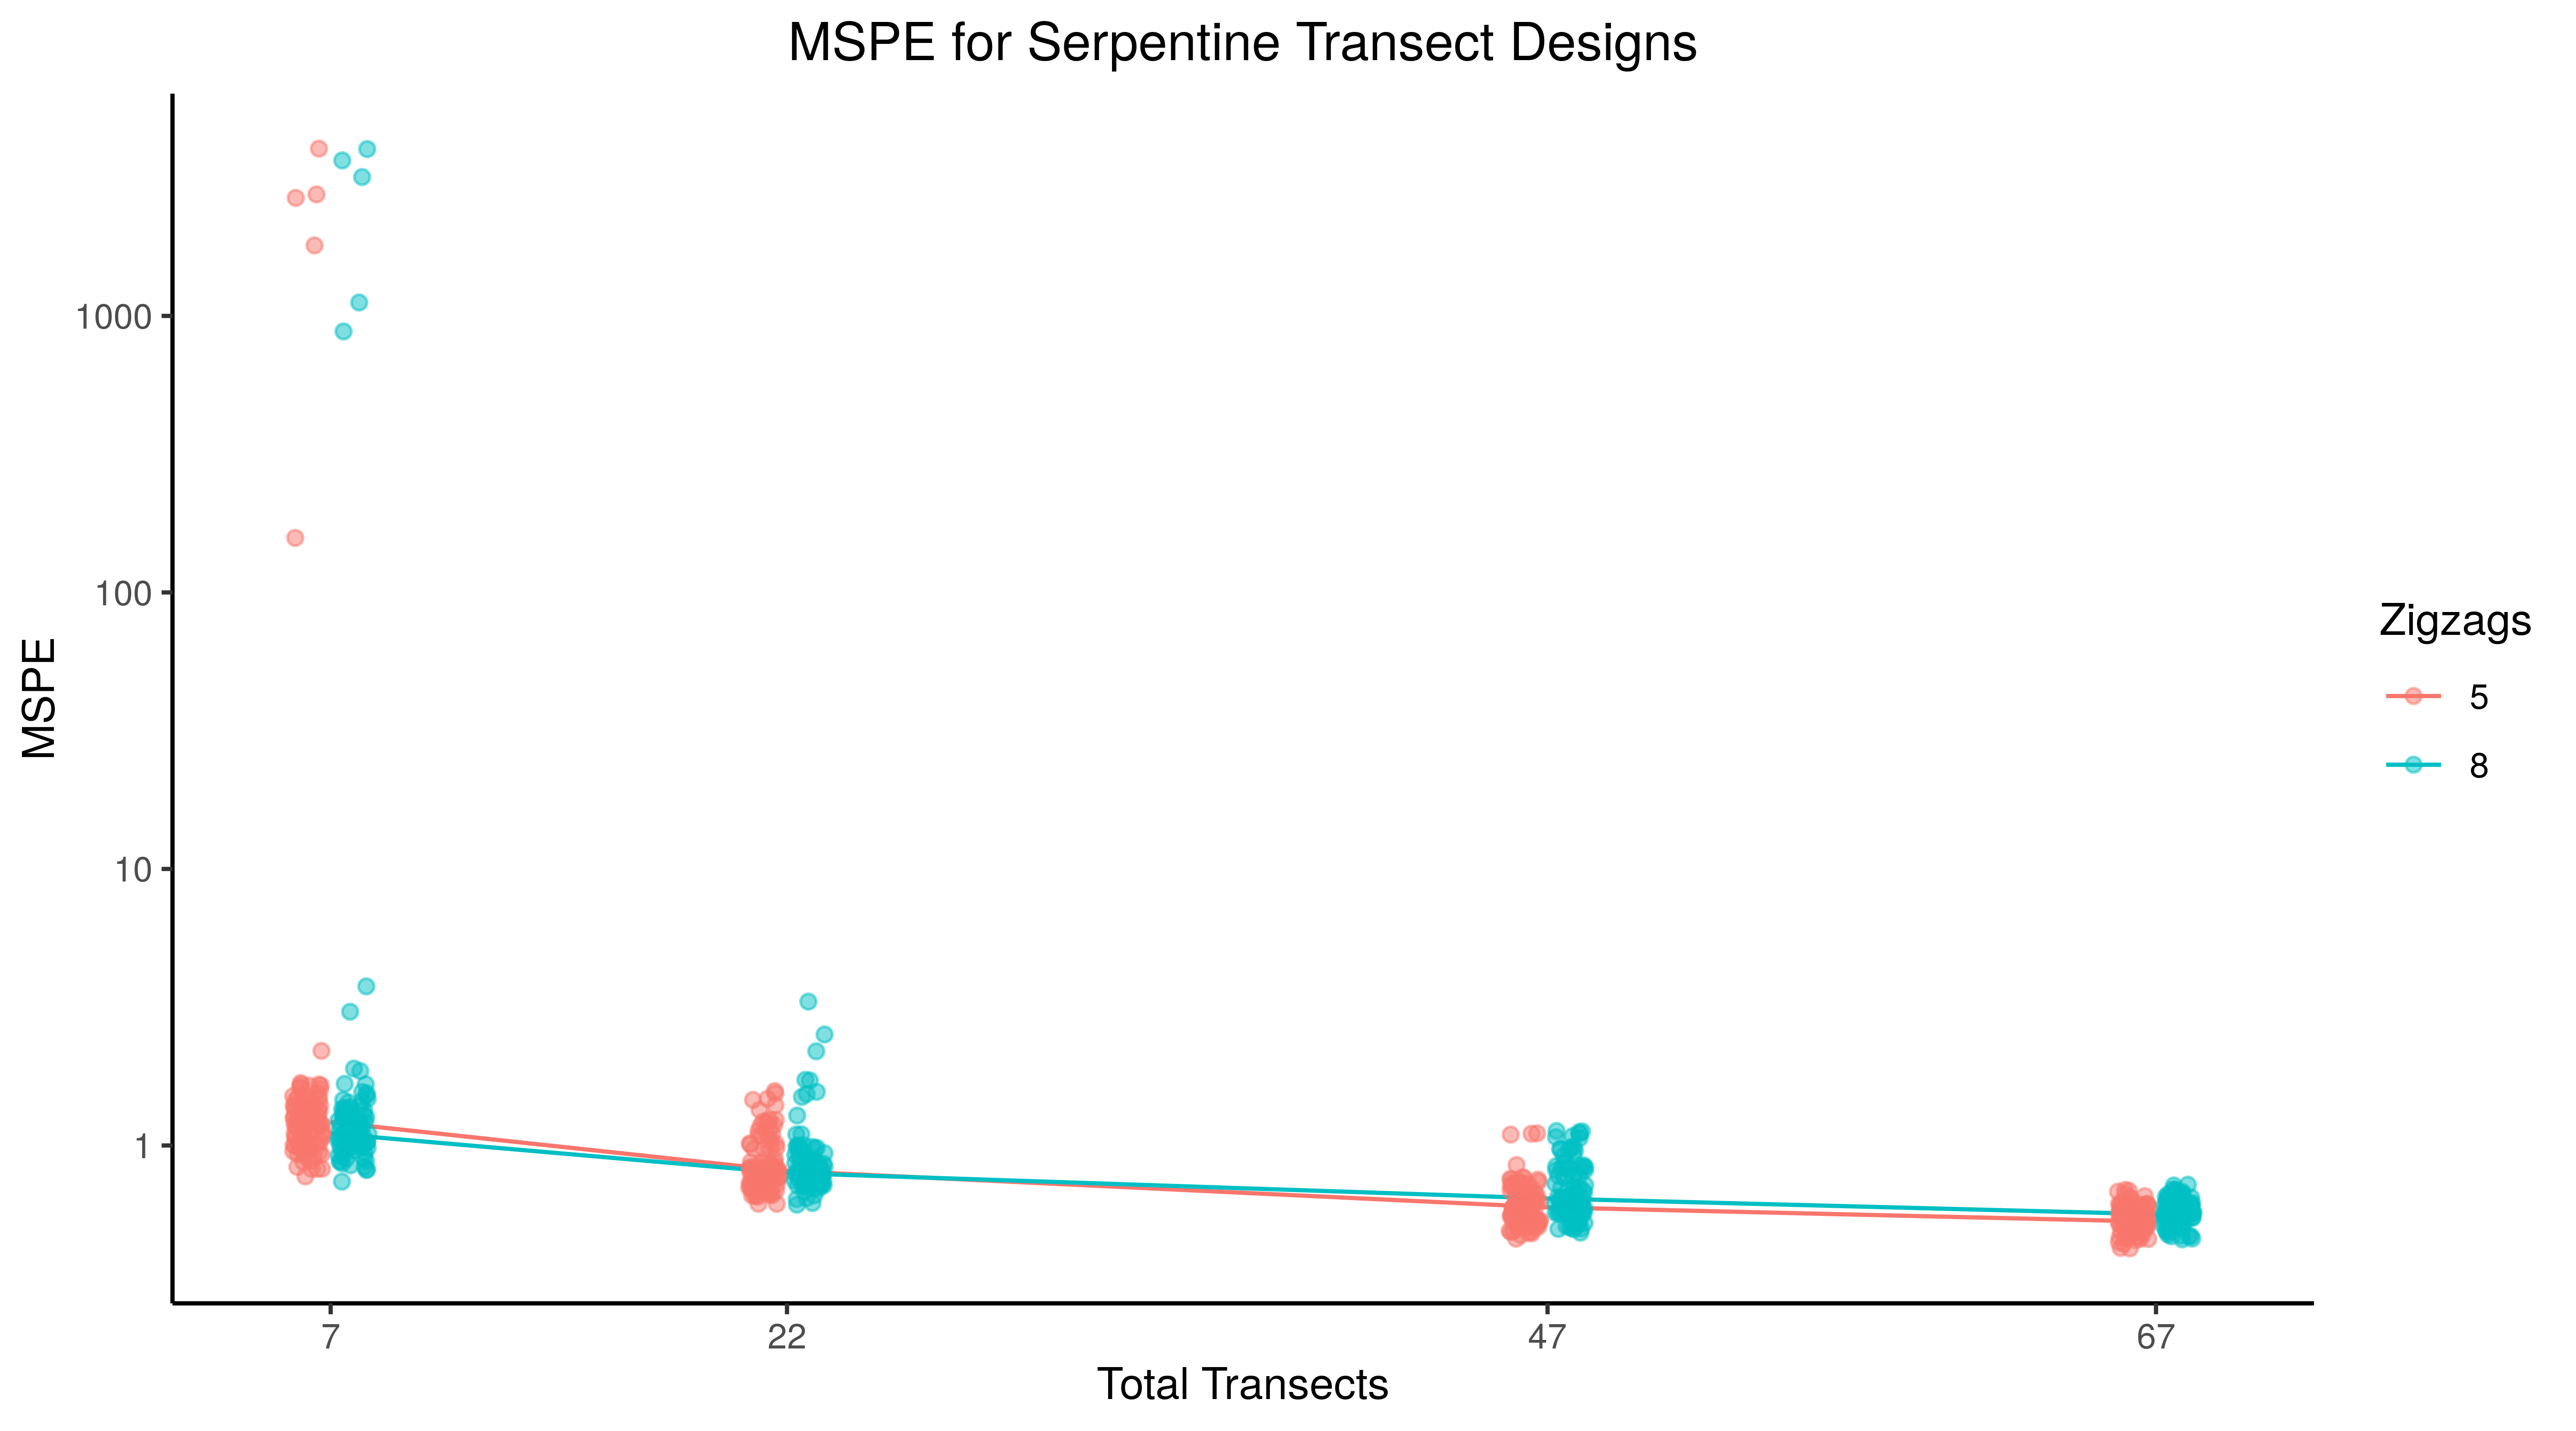 MSPE for Serpentine Transect Designs
MSPE
1000
100
10
1
7
22
47
67
Total Transects
Zigzags
5
8